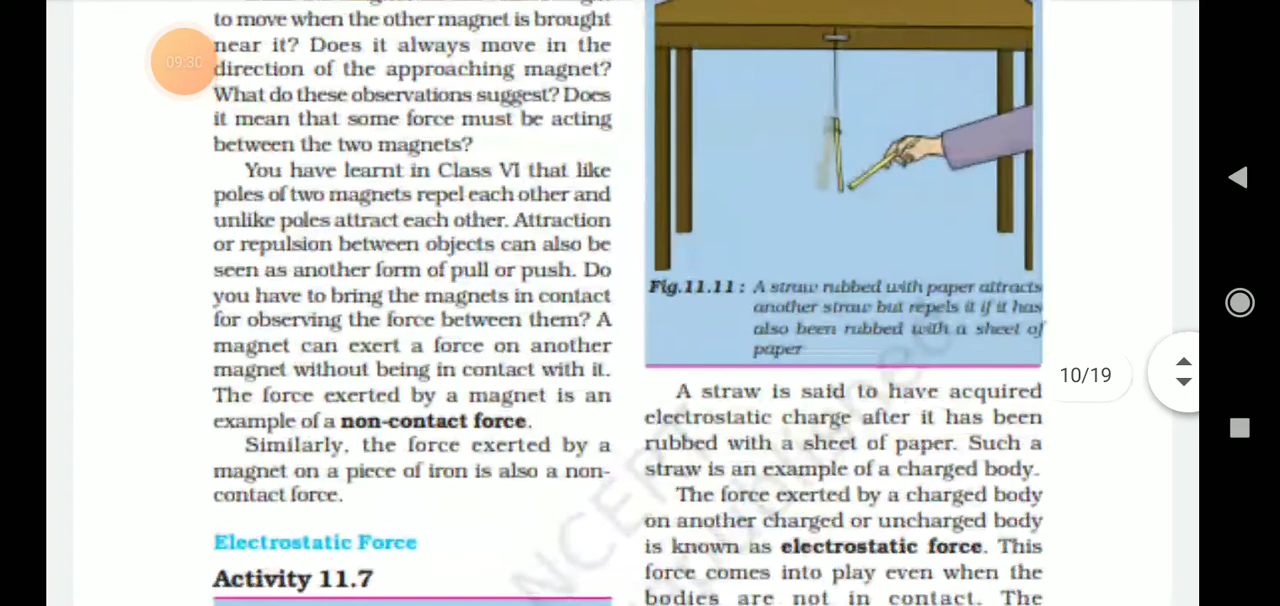 to move when the other magnet is brought
near it? Does it always move in the
direction of the approaching magnet?
What do these observations suggest? Does
it mean that some force must be acting
between the two magnets?
You have learnt in Class VI that like
poles of two magnets repel each other and
unlike poles attract each other. Attraction
or repulsion between objects can also be
seen as another form of pull or push. Do
you have to bring the magnets in contact
for observing the force between them? A
magnet can exert a force on another
magnet without being in contact with it.
The force exerted by a magnet is an
example of a non-contact force.
Similarly, the force exerted by a
magnet on a piece of iron is also a non-
contact force.
Electrostatic Force
Activity 11.7
Fig.11.11 : A straw rubbed with paper attracts
another straw but repels it if it has
also been rubbed with a sheet of
paper
A straw is said to have acquired
electrostatic charge after it has been
rubbed with a sheet of paper. Such a
straw is an example of a charged body.
The force exerted by a charged body
on another charged or uncharged body
is known as electrostatic force. This
force comes into play even when the
bodies are not in contact. The
09:30
10/19